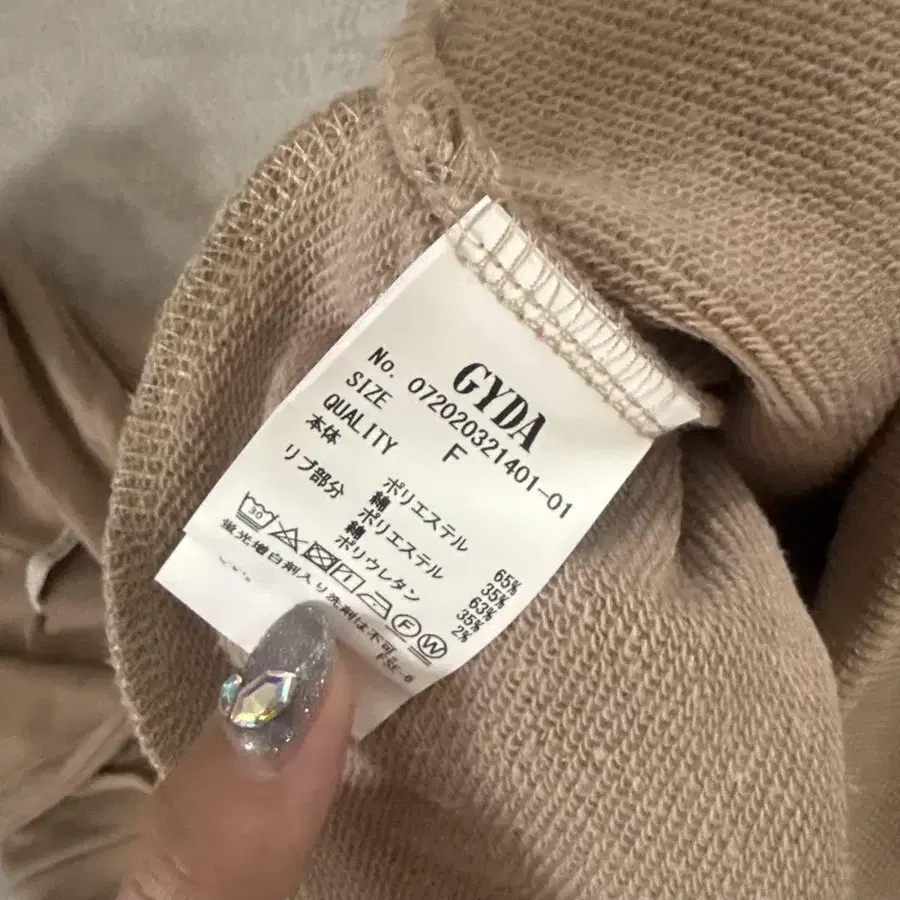 GYDA
No. 072020321401-01
SIZE F
QUALITY
本体 ポリエステル 65%
綿 35%
リブ部分 ポリエステル 63%
綿 35%
ポリウレタン 2%
30 F W
蛍光増白剤入り洗剤は不可。